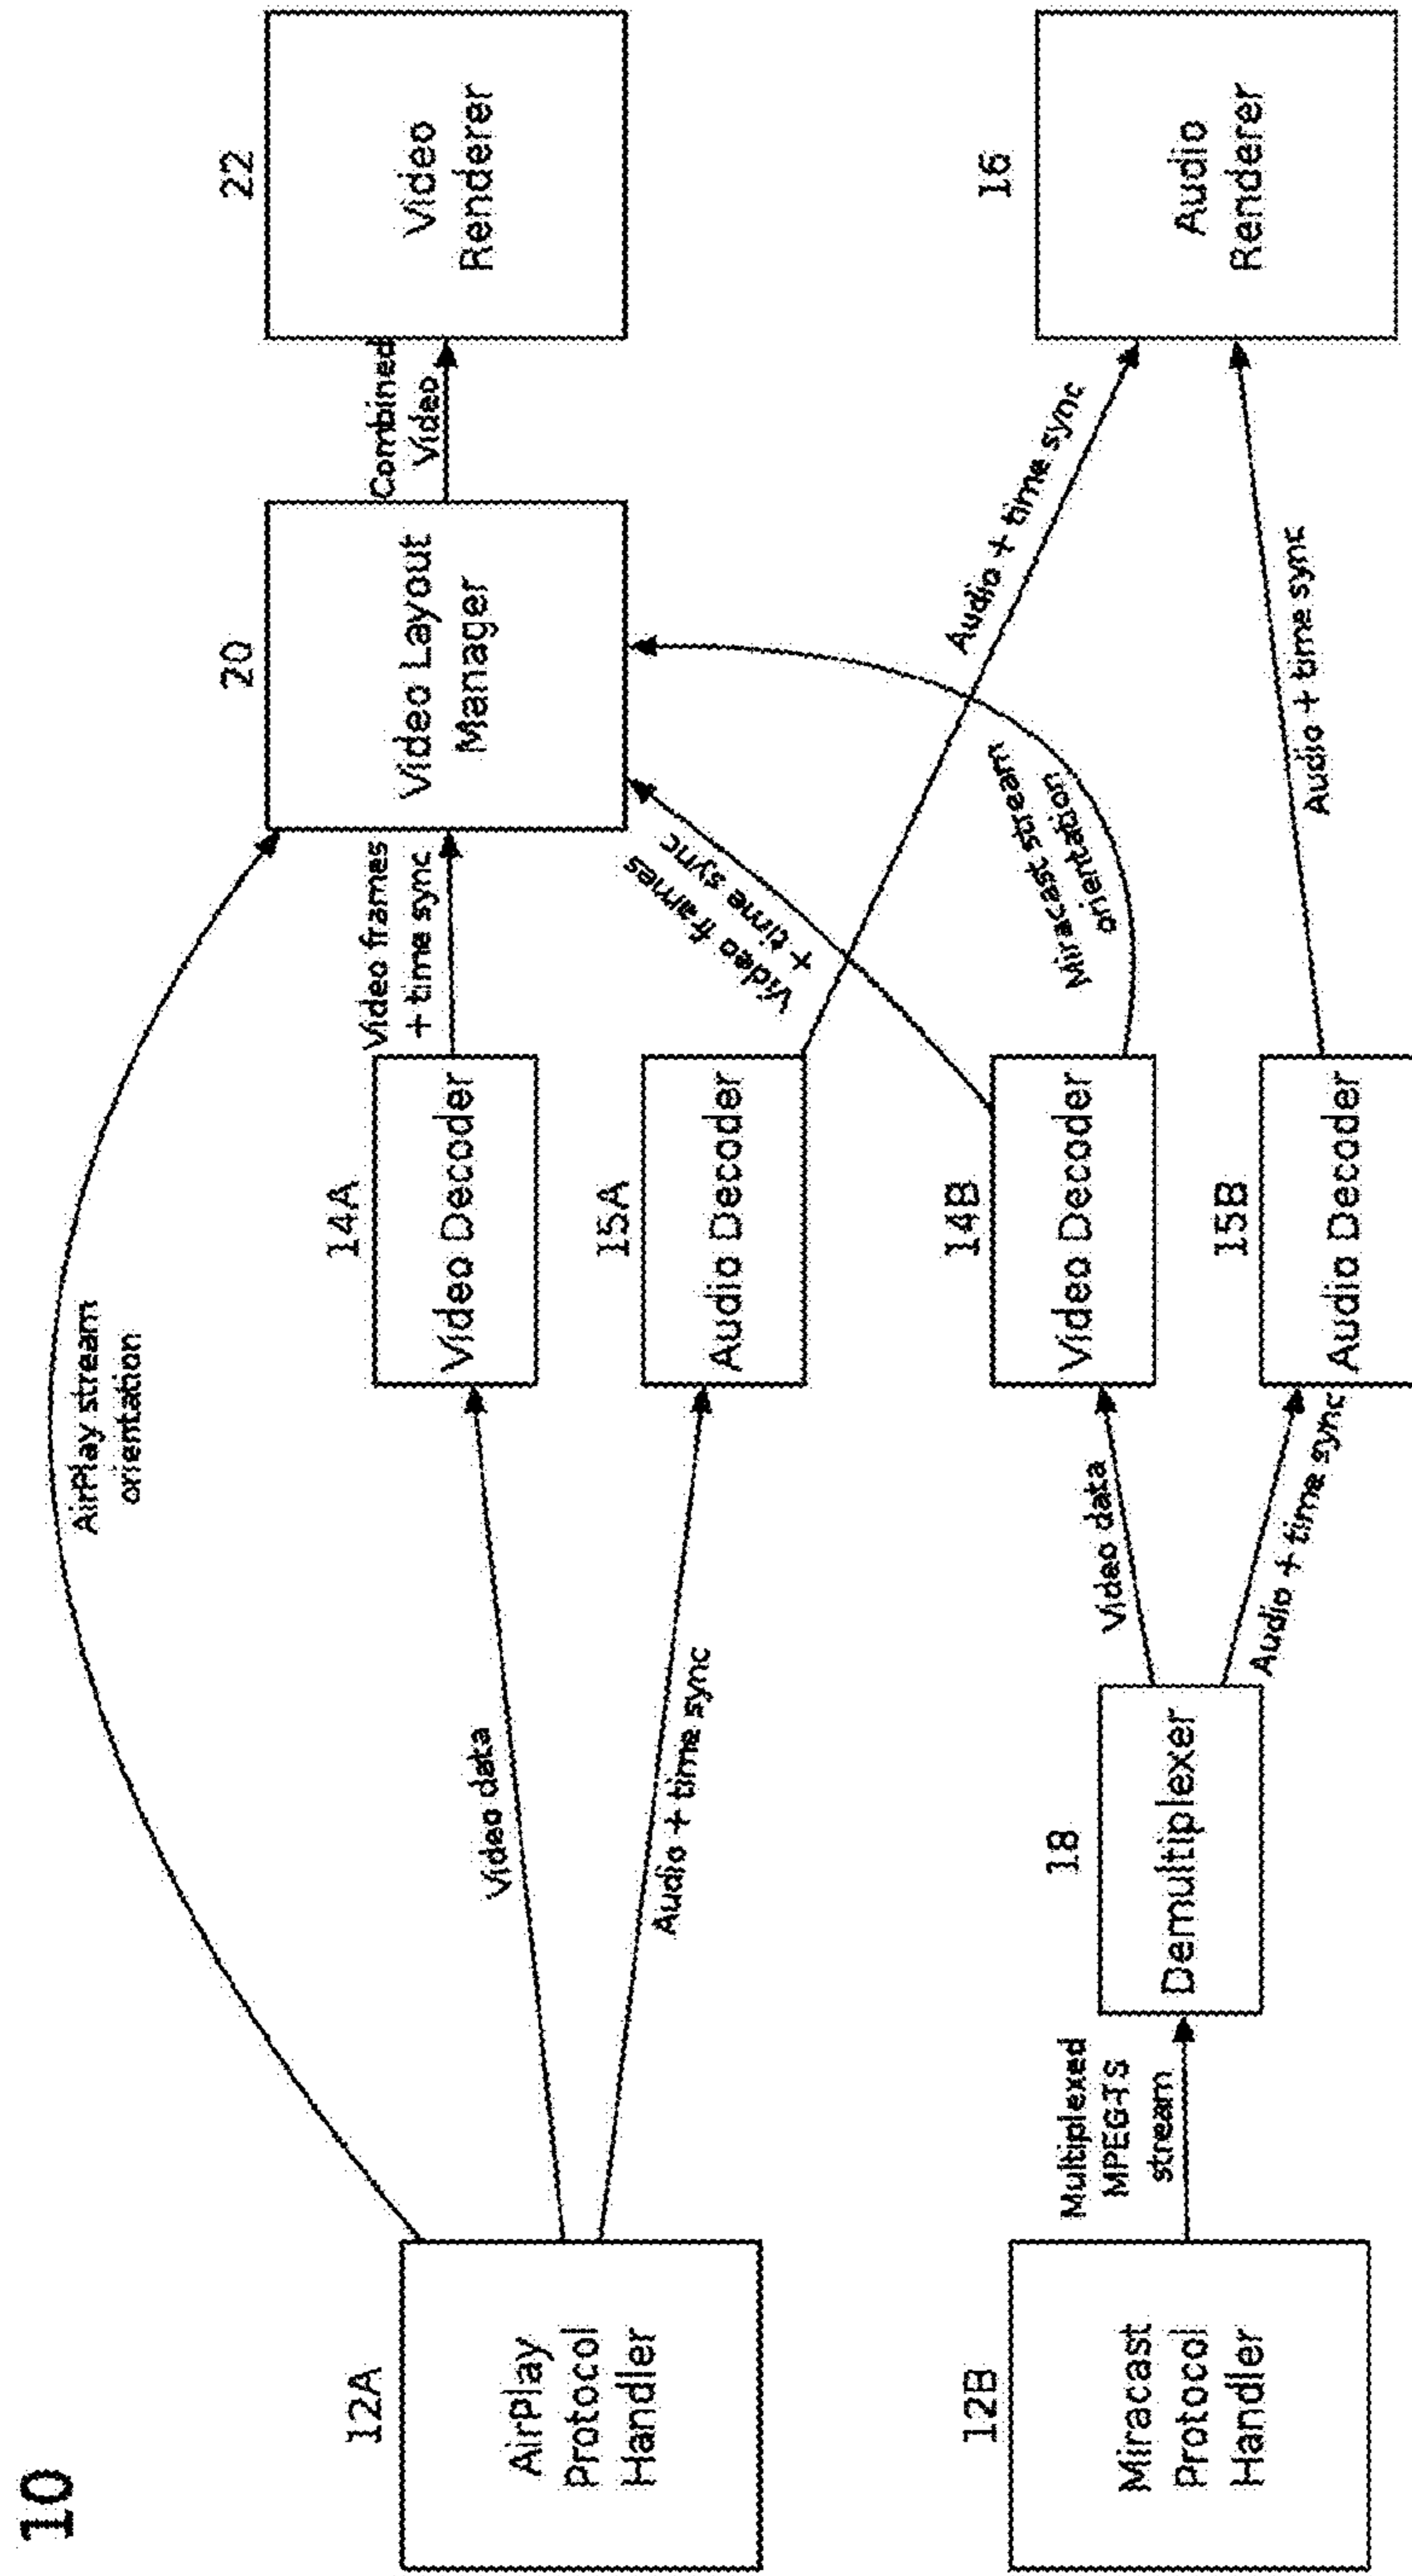 10
12A
AirPlay
Protocol
Handler
12B
Miracast
Protocol
Handler
AirPlay stream
orientation
Video data
Audio + time sync
Multiplexed
MPEG-TS
stream
18
Demultiplexer
Video data
Audio + time sync
14A
Video Decoder
15A
Audio Decoder
14B
Video Decoder
15B
Audio Decoder
Video frames
+ time sync
Video frames
+ time sync
Miracast stream
orientation
Audio + time sync
Audio + time sync
20
Video Layout
Manager
Combined
Video
22
Video
Renderer
16
Audio
Renderer